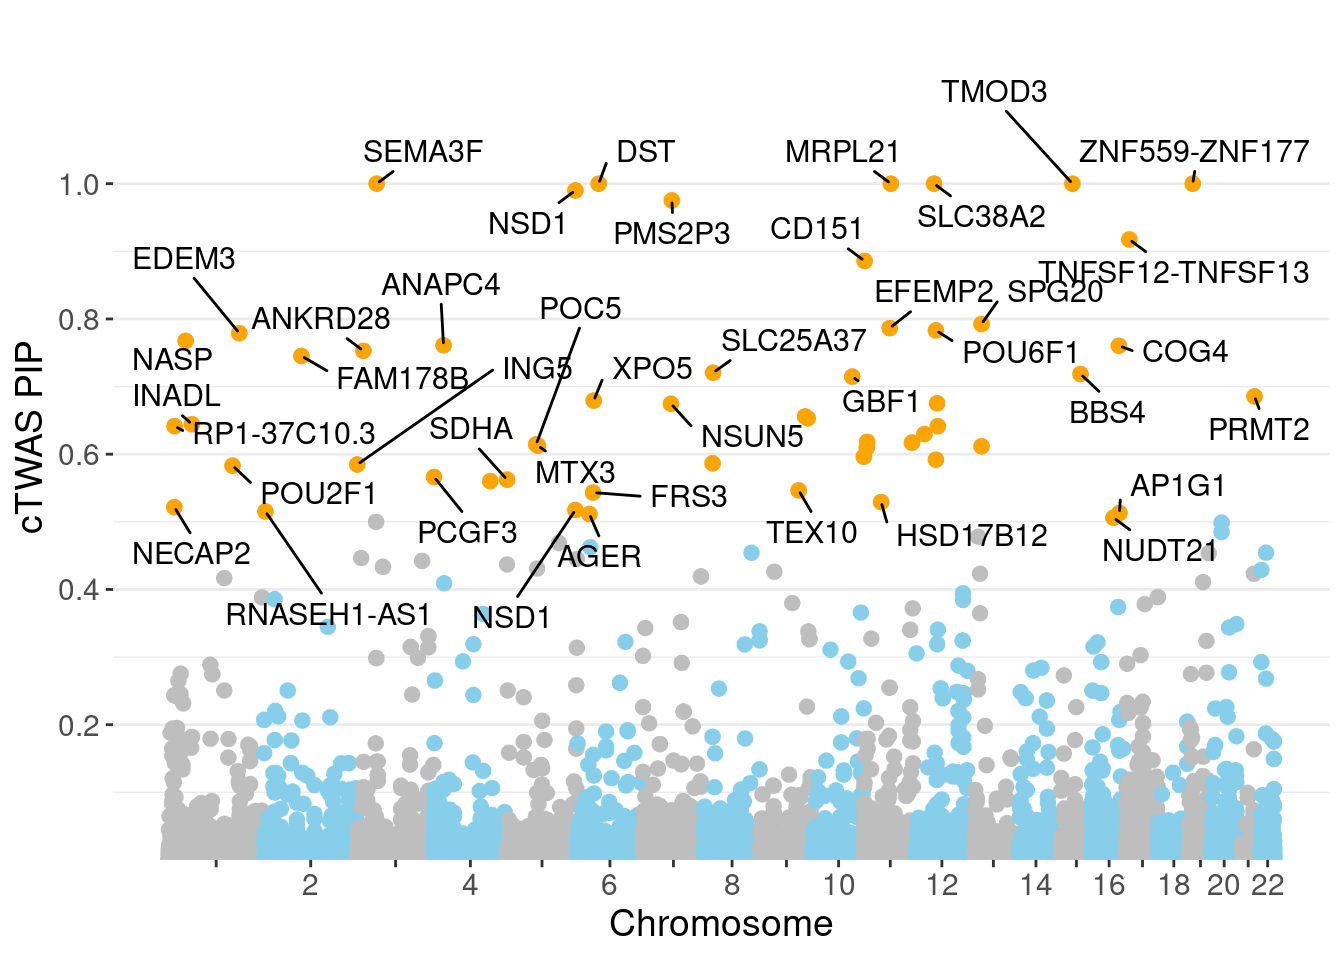 TMOD3
SEMA3F
DST
MRPL21
ZNF559-ZNF177
1.0
NSD1
PMS2P3
CD151
SLC38A2
EDEM3
ANAPC4
TNFSF12-TNFSF13
EFEMP2
SPG20
0.8
ANKRD28
POC5
SLC25A37
NASP
FAM178B
ING5
XPO5
POU6F1
COG4
INADL
GBF1
BBS4
RP1-37C10.3
SDHA
NSUN5
PRMT2
0.6
POU2F1
MTX3
FRS3
AP1G1
NECAP2
PCGF3
AGER
TEX10
HSD17B12
NUDT21
0.4
RNASEH1-AS1
NSD1
0.2
cTWAS PIP
2
4
6
8
10
12
14
16
18
20
22
Chromosome